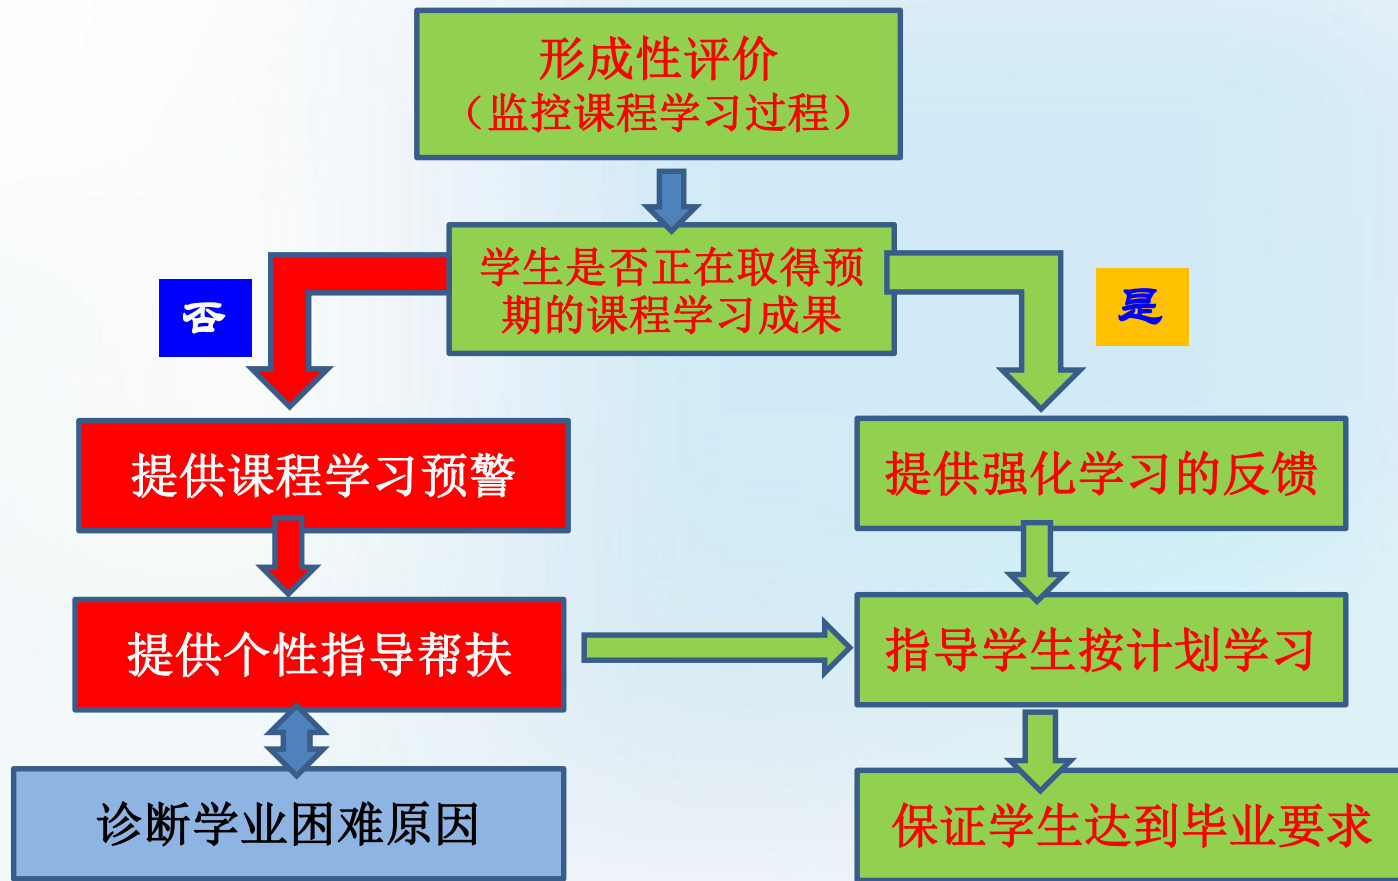 形成性评价
（监控课程学习过程）
学生是否正在取得预
期的课程学习成果
否
是
提供课程学习预警
提供强化学习的反馈
提供个性指导帮扶
指导学生按计划学习
诊断学业困难原因
保证学生达到毕业要求